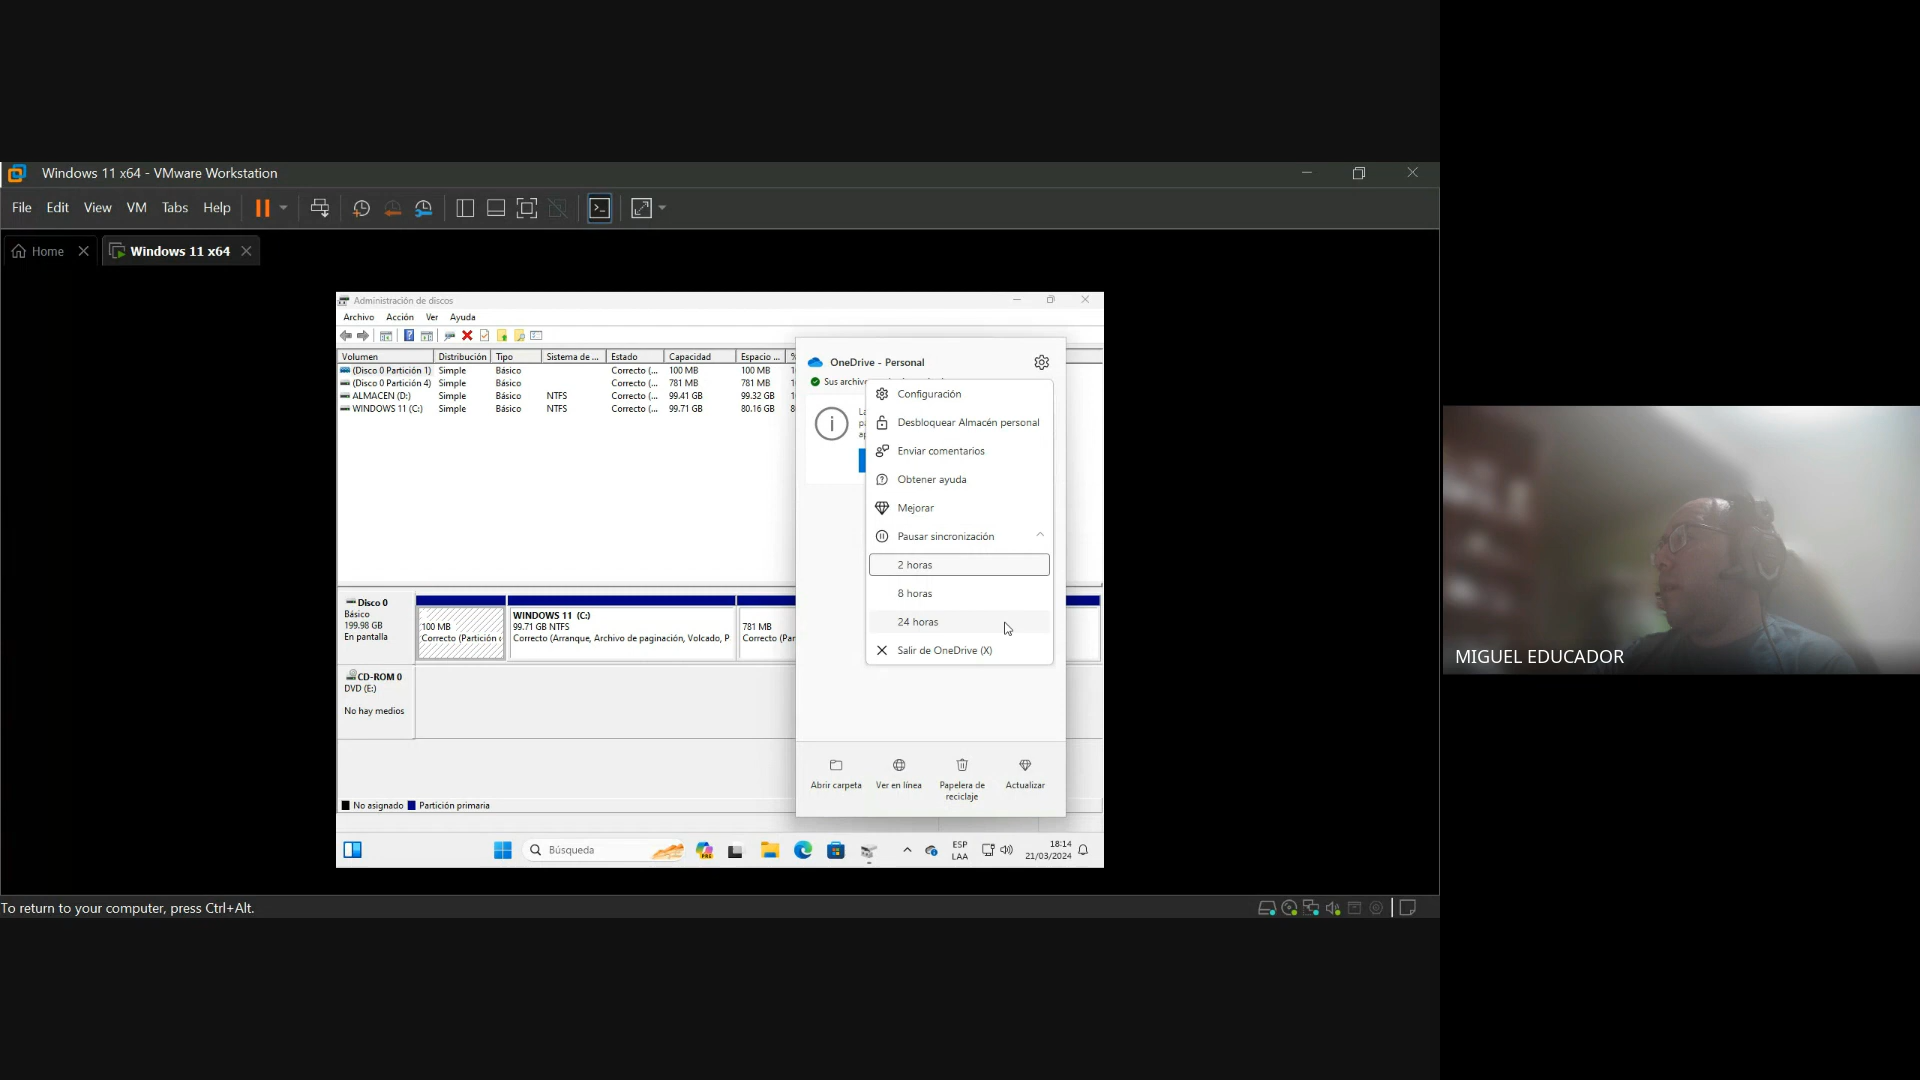 Windows 11 x64 - VMware Workstation
File Edit View VM Tabs Help
Home
Windows 11 x64
Administración de discos
Archivo Acción Ver Ayuda
Volumen Distribución Tipo Sistema de ... Estado Capacidad Espacio ... %
(Disco 0 Partición 1) Simple Básico Correcto (... 100 MB 100 MB
(Disco 0 Partición 4) Simple Básico Correcto (... 781 MB 781 MB
ALMACEN (D:) Simple Básico NTFS Correcto (... 99.41 GB 99.32 GB
WINDOWS 11 (C:) Simple Básico NTFS Correcto (... 99.71 GB 80.16 GB
OneDrive - Personal
Configuración
Desbloquear Almacén personal
Enviar comentarios
Obtener ayuda
Mejorar
Pausar sincronización
2 horas
8 horas
24 horas
Salir de OneDrive (X)
Abrir carpeta
Ver en línea
Papelera de
reciclaje
Actualizar
Disco 0
Básico
199.98 GB
En pantalla
100 MB
Correcto (Partición
WINDOWS 11 (C:)
99.71 GB NTFS
Correcto (Arranque, Archivo de paginación, Volcado, P
781 MB
Correcto (Par
CD-ROM 0
DVD (E:)
No hay medios
No asignado Partición primaria
Búsqueda
ESP
LAA
18:14
21/03/2024
To return to your computer, press Ctrl+Alt.
MIGUEL EDUCADOR